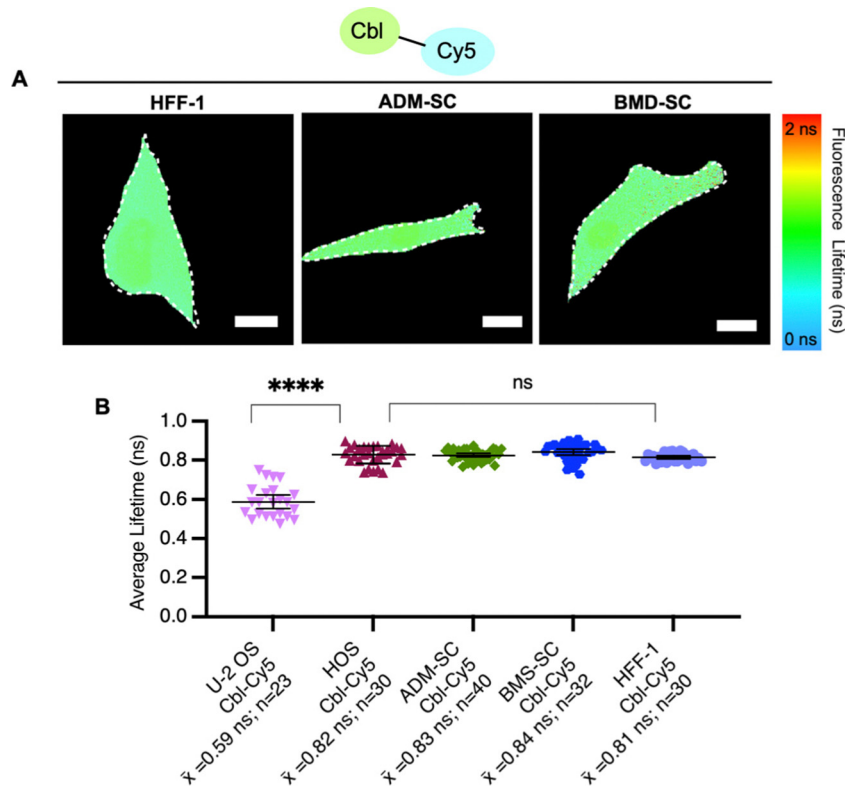 Cbl
Cy5
A
HFF-1 ADM-SC BMD-SC
2 ns
0 ns
Fluorescence Lifetime (ns)
B
**** ns
Average Lifetime (ns)
1.0
0.8
0.6
0.4
0.2
0.0
U-2 OS
Cbl-Cy5
x̄ =0.59 ns; n=23
HOS
Cbl-Cy5
x̄ =0.82 ns; n=30
ADM-SC
Cbl-Cy5
x̄ =0.83 ns; n=40
BMS-SC
Cbl-Cy5
x̄ =0.84 ns; n=32
HFF-1
Cbl-Cy5
x̄ =0.81 ns; n=30